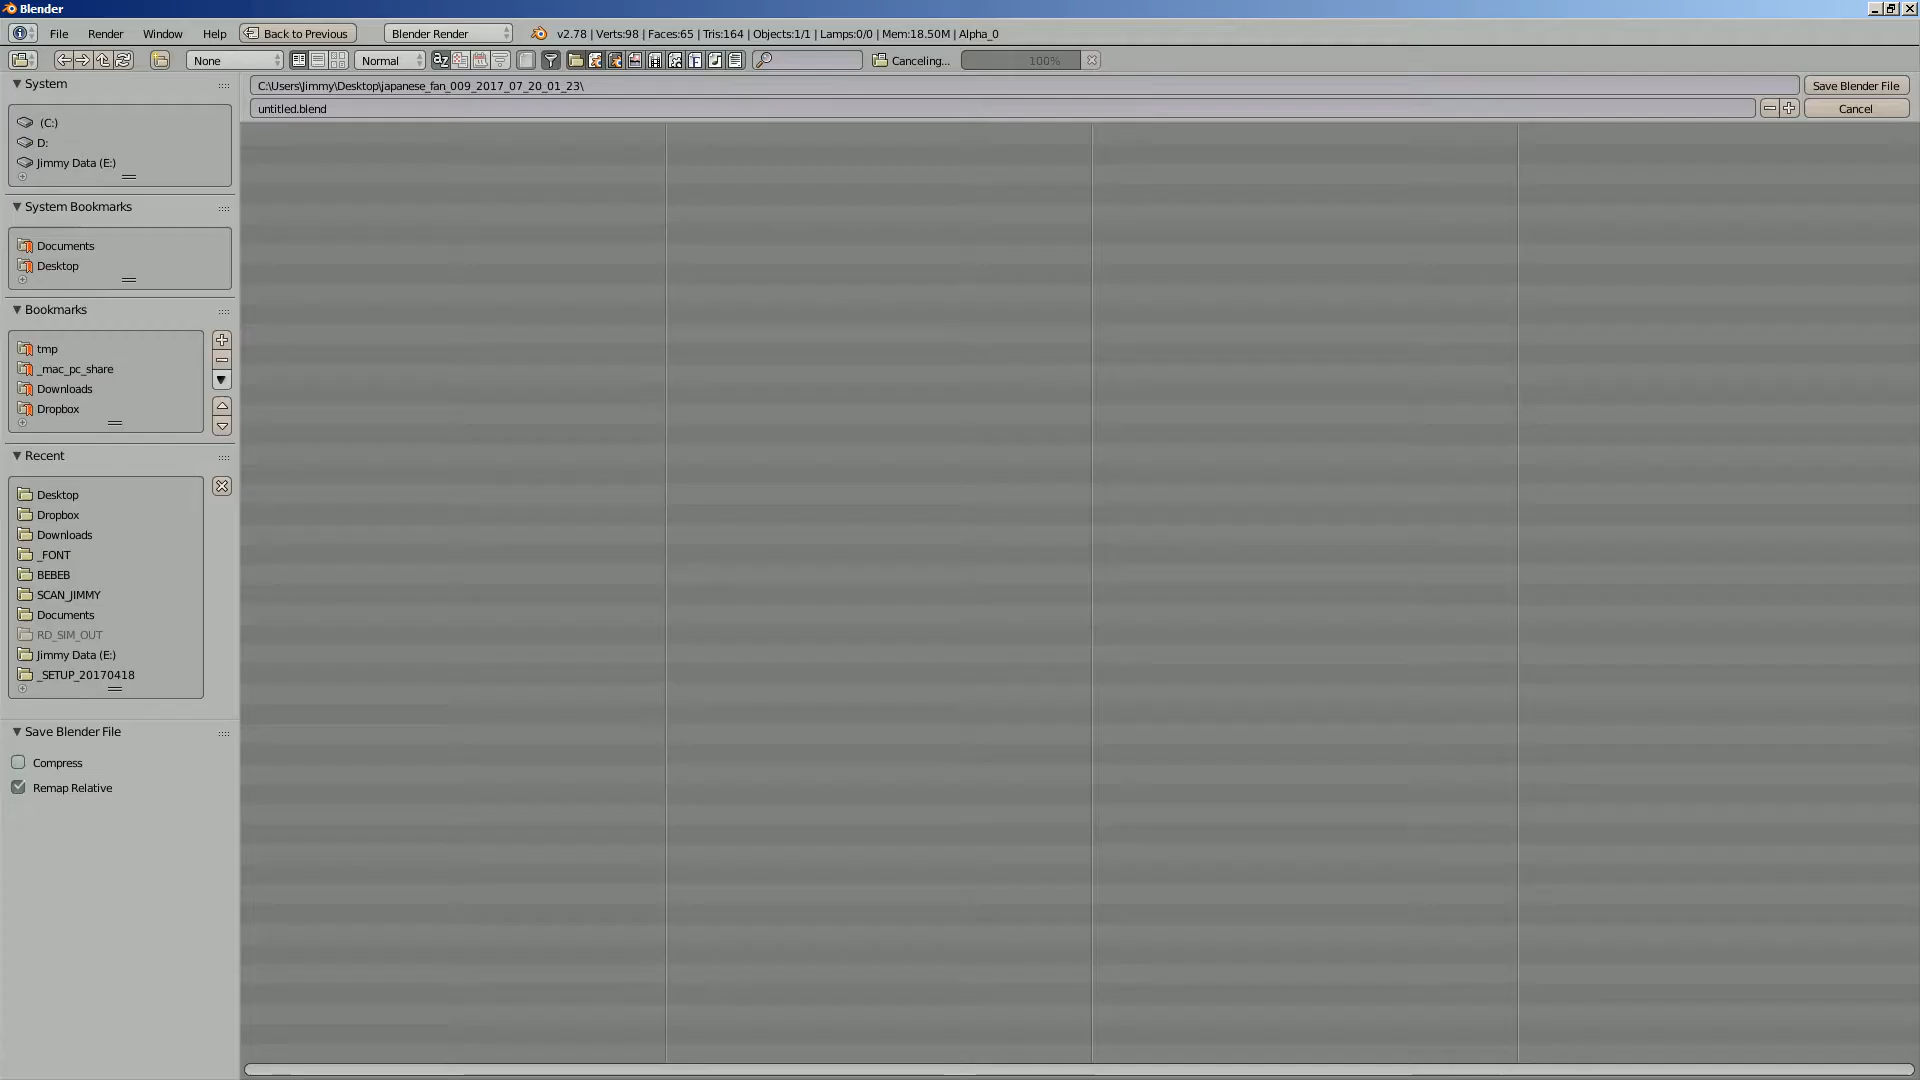 Blender
File Render Window Help Back to Previous Blender Render v2.78 | Verts:98 | Faces:65 | Tris:164 | Objects:1/1 | Lamps:0/0 | Mem:18.50M | Alpha_0
None Normal Canceling... 100%
System
(C:)
D:
Jimmy Data (E:)
System Bookmarks
Documents
Desktop
Bookmarks
tmp
_mac_pc_share
Downloads
Dropbox
Recent
Desktop
Dropbox
Downloads
_FONT
BEBEB
SCAN_JIMMY
Documents
RD_SIM_OUT
Jimmy Data (E:)
_SETUP_20170418
Save Blender File
Compress
Remap Relative
C:\Users\Jimmy\Desktop\japanese_fan_009_2017_07_20_01_23\
Save Blender File
untitled.blend
Cancel